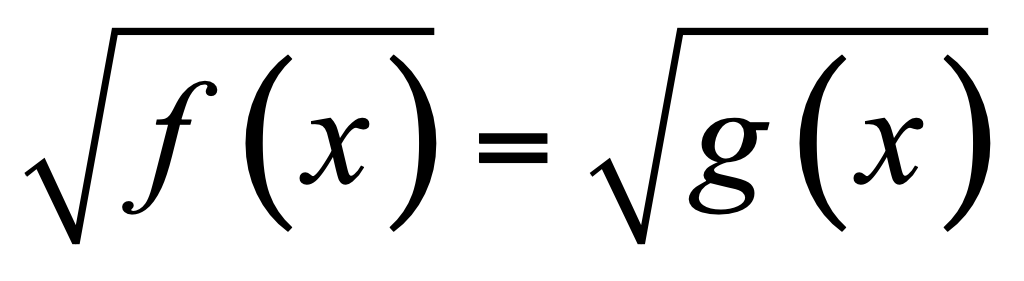 √f(x) = √g(x)